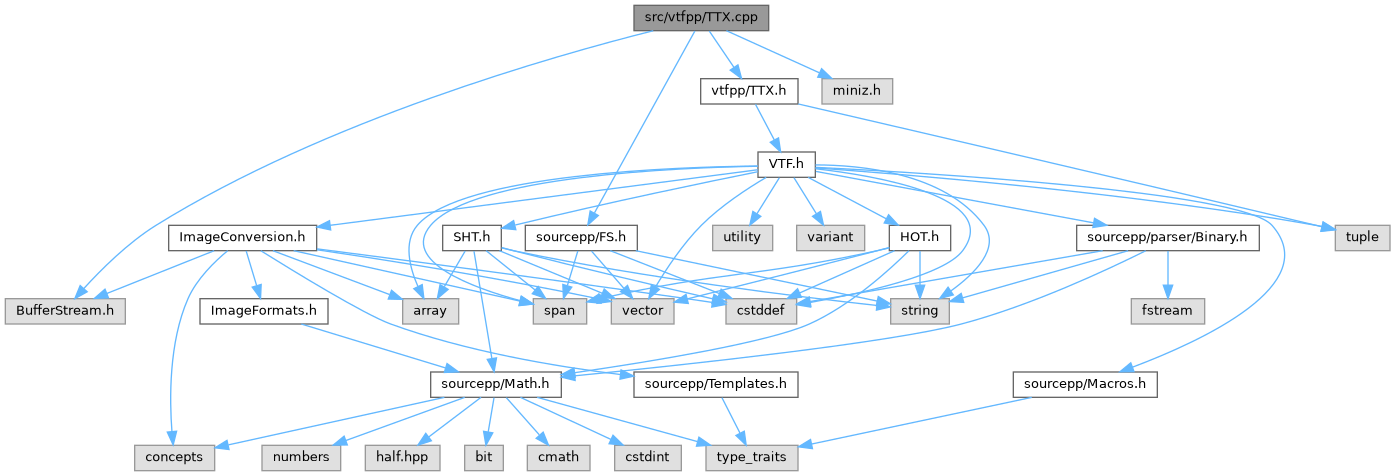 src/vtfpp/TTX.cpp
vtfpp/TTX.h
miniz.h
VTF.h
ImageConversion.h
SHT.h
sourcepp/FS.h
utility
variant
HOT.h
sourcepp/parser/Binary.h
tuple
BufferStream.h
ImageFormats.h
array
span
vector
cstddef
string
fstream
sourcepp/Math.h
sourcepp/Templates.h
sourcepp/Macros.h
concepts
numbers
half.hpp
bit
cmath
cstdint
type_traits